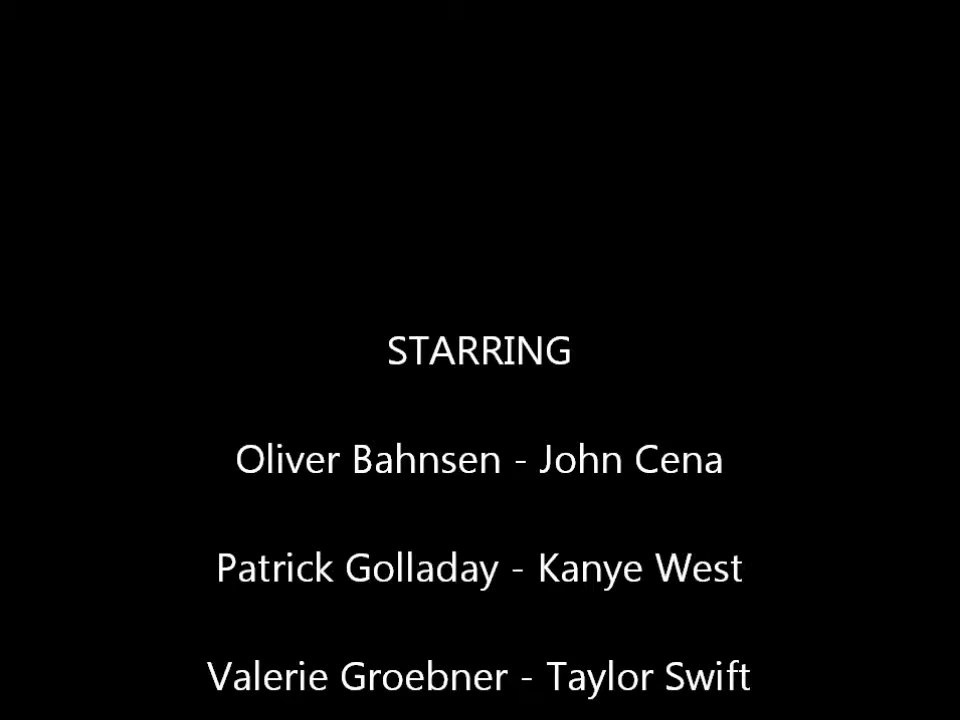 STARRING
Oliver Bahnsen - John Cena
Patrick Golladay - Kanye West
Valerie Groebner - Taylor Swift